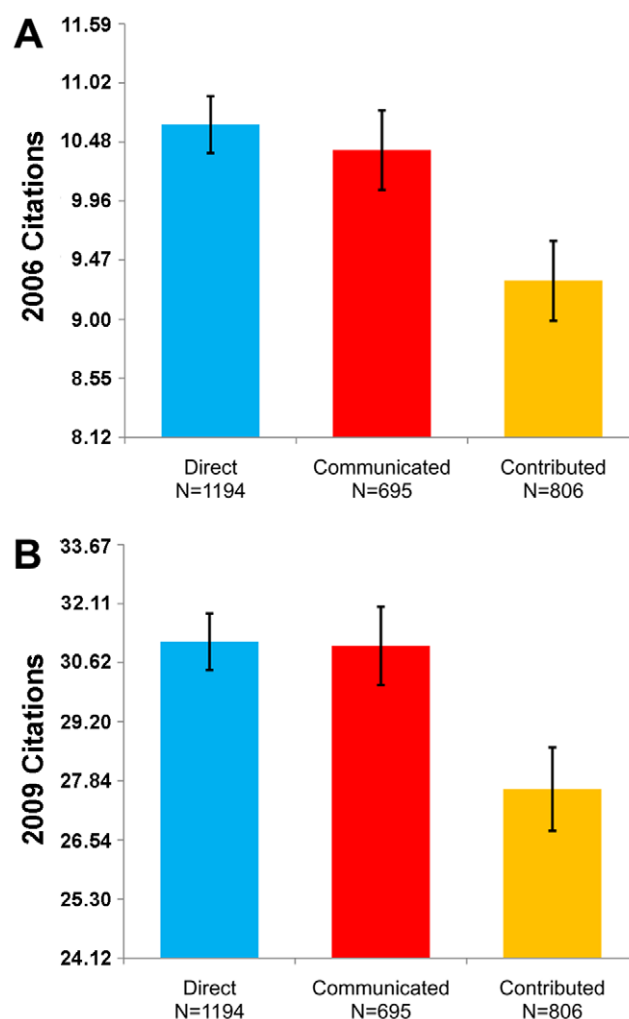 A
2006 Citations
11.59
11.02
10.48
9.96
9.47
9.00
8.55
8.12
Direct Communicated Contributed
N=1194 N=695 N=806
B
2009 Citations
33.67
32.11
30.62
29.20
27.84
26.54
25.30
24.12
Direct Communicated Contributed
N=1194 N=695 N=806